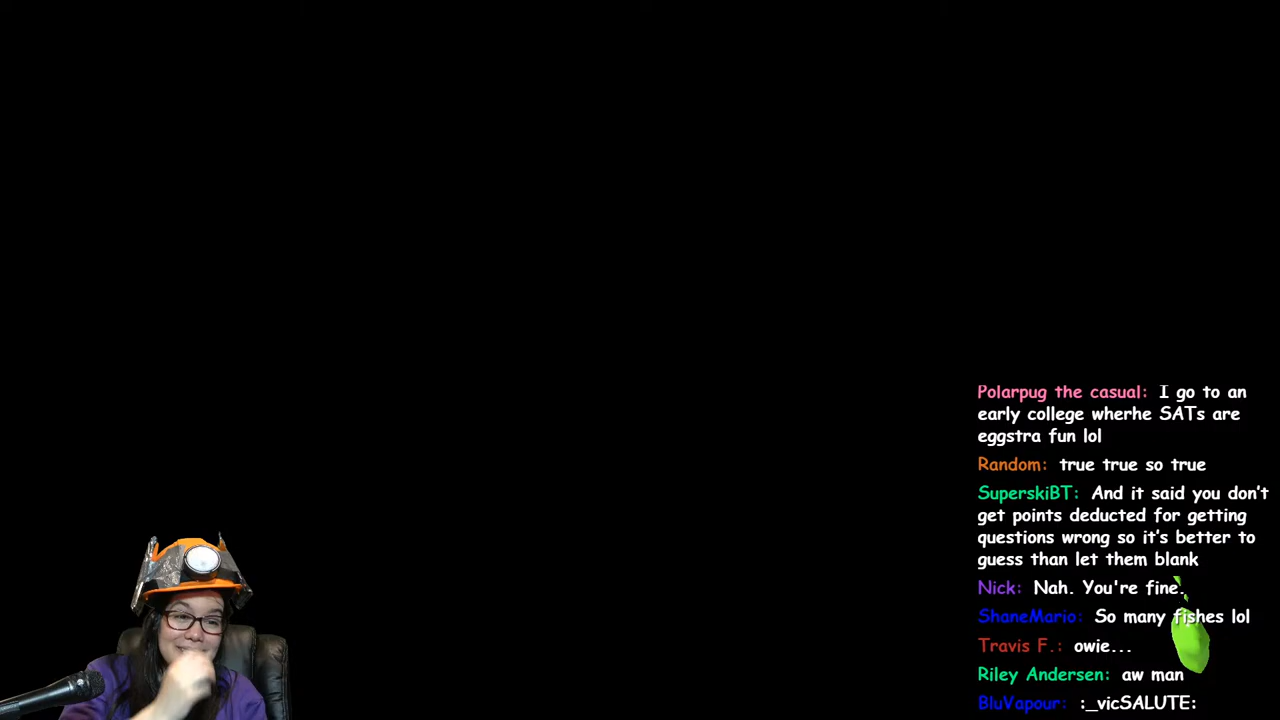 Polarpug the casual: I go to an
early college wherhe SATs are
eggstra fun lol
Random: true true so true
SuperskiBT: And it said you don't
get points deducted for getting
questions wrong so it's better to
guess than let them blank
Nick: Nah. You're fine.
ShaneMario: So many fishes lol
Travis F.: owie...
Riley Andersen: aw man
BluVapour: :_vicSALUTE: